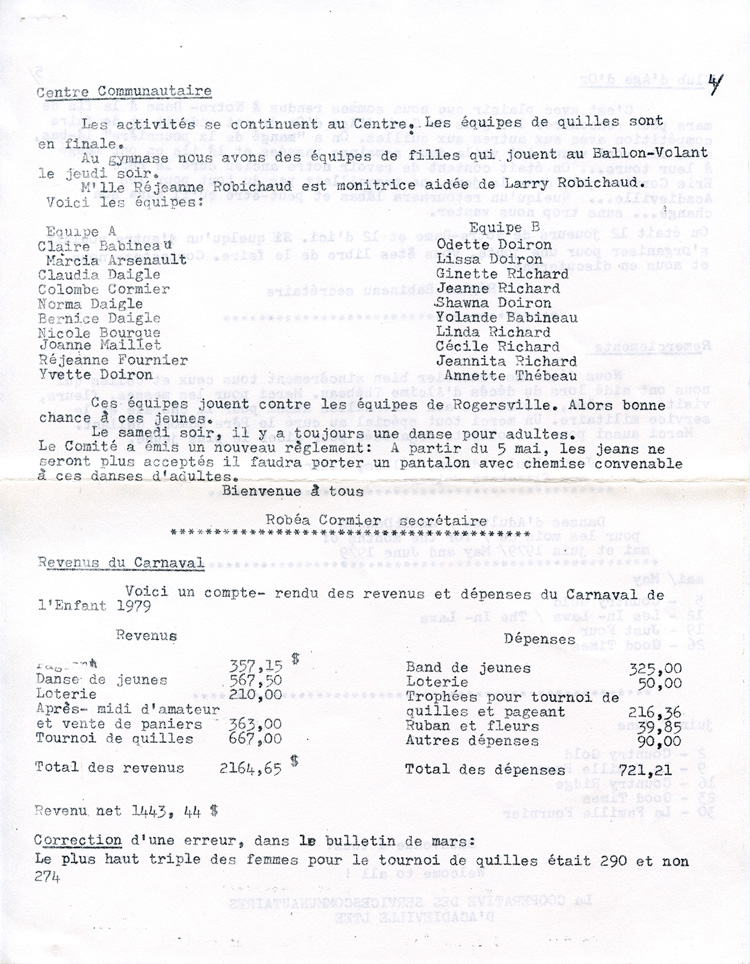 4/
Centre Communautaire
Les activités se continuent au Centre. Les équipes de quilles sont
en finale.
Au gymnase nous avons des équipes de filles qui jouent au Ballon-Volant
le jeudi soir.
M'lle Réjeanne Robichaud est monitrice aidée de Larry Robichaud.
Voici les équipes:
Equipe A Equipe B
Claire Babineau Odette Doiron
Marcia Arsenault Lissa Doiron
Claudia Daigle Ginette Richard
Colombe Cormier Jeanne Richard
Norma Daigle Shawna Doiron
Bernice Daigle Yolande Babineau
Nicole Bourque Linda Richard
Joanne Maillet Cécile Richard
Réjeanne Fournier Jeannita Richard
Yvette Doiron Annette Thébeau
Ces équipes jouent contre les équipes de Rogersville. Alors bonne
chance à ces jeunes.
Le samedi soir, il y a toujours une danse pour adultes.
Le Comité a émis un nouveau règlement: A partir du 5 mai, les jeans ne
seront plus acceptés il faudra porter un pantalon avec chemise convenable
à ces danses d'adultes.
Bienvenue à tous
Robéa Cormier secrétaire
****************************************
Revenus du Carnaval
Voici un compte- rendu des revenus et dépenses du Carnaval de
l'Enfant 1979
Revenus Dépenses
357,15 $ Band de jeunes 325,00
Danse de jeunes 567,50 Loterie 50,00
Loterie 210,00 Trophées pour tournoi de
Après- midi d'amateur quilles et pageant 216,36
et vente de paniers 363,00 Ruban et fleurs 39,85
Tournoi de quilles 667,00 Autres dépenses 90,00
Total des revenus 2164,65 $ Total des dépenses 721,21
Revenu net 1443, 44 $
Correction d'une erreur, dans le bulletin de mars:
Le plus haut triple des femmes pour le tournoi de quilles était 290 et non
274